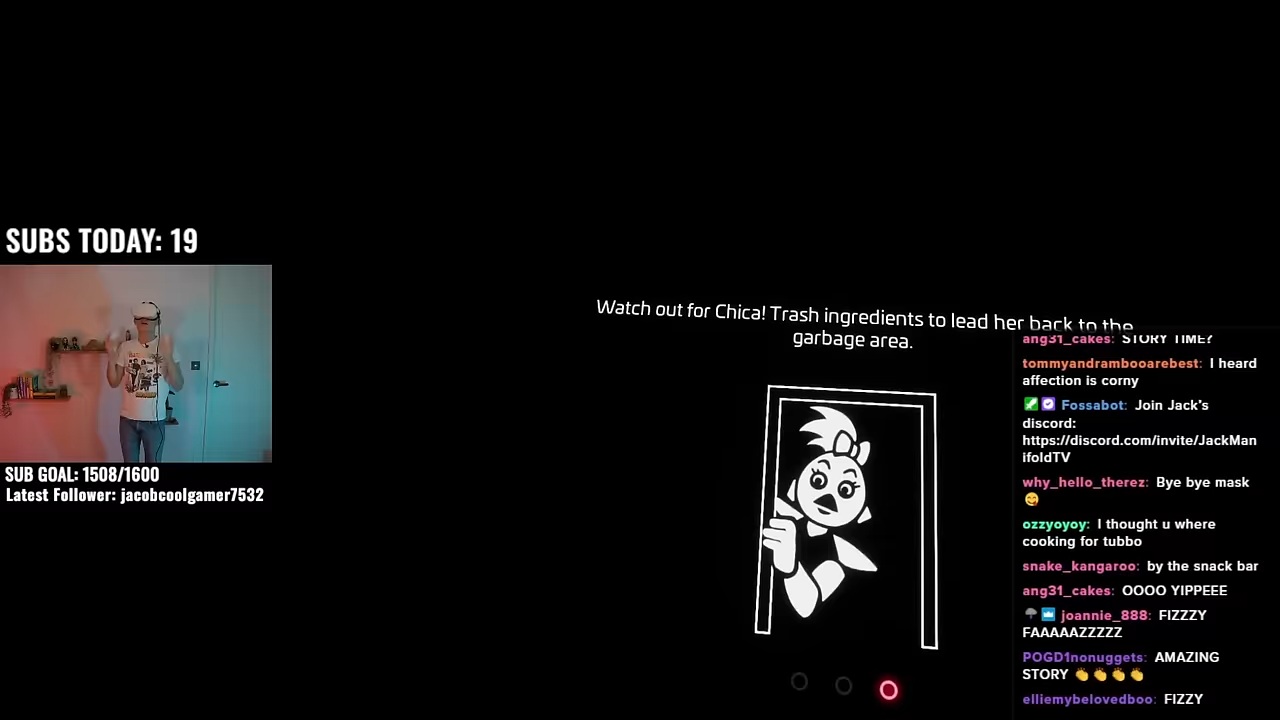 SUBS TODAY: 19
SUB GOAL: 1508/1600
Latest Follower: jacobcoolgamer7532
Watch out for Chica! Trash ingredients to lead her back to the
garbage area.
ang31_cakes: STORY TIME?
tommyandrambooarebest: I heard
affection is corny
Fossabot: Join Jack's
discord:
https://discord.com/invite/JackMan
ifoldTV
why_hello_therez: Bye bye mask
😋
ozzyoyoy: I thought u where
cooking for tubbo
snake_kangaroo: by the snack bar
ang31_cakes: OOOO YIPPEEE
joannie_888: FIZZZY
FAAAAAZZZZZ
POGD1nonuggets: AMAZING
STORY 👏👏👏👏
elliemybelovedboo: FIZZY